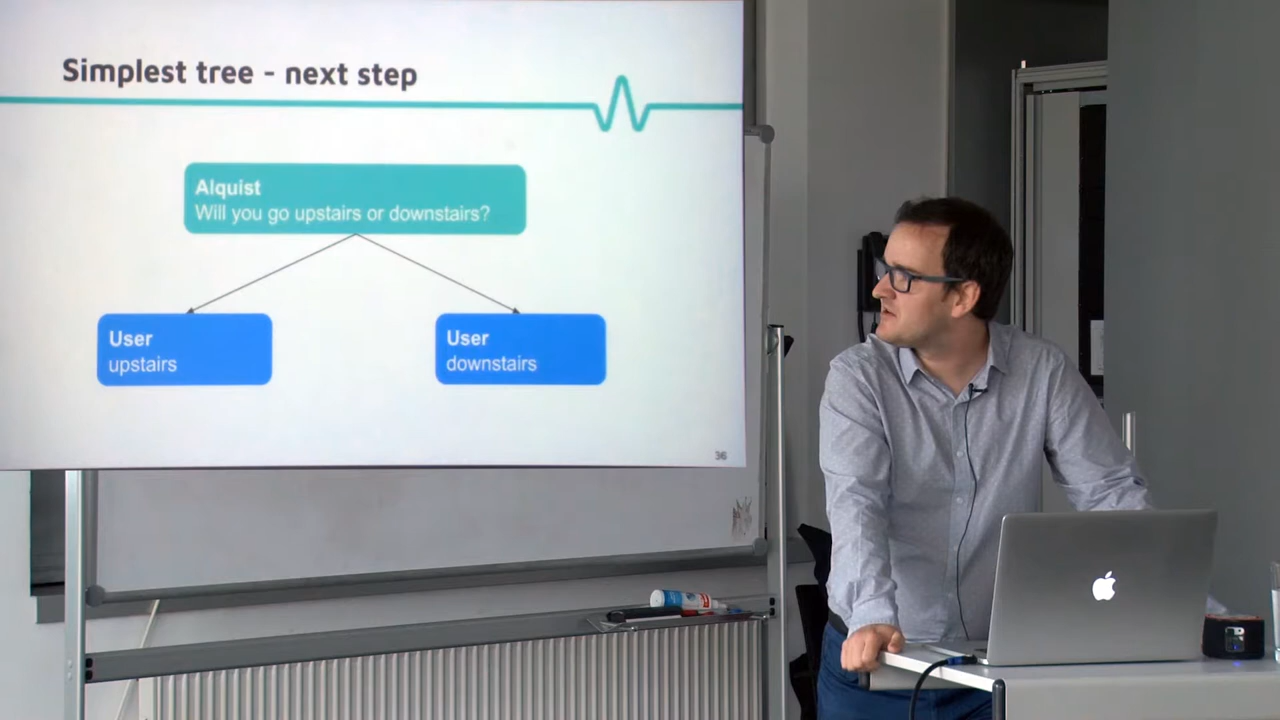 Simplest tree - next step
Alquist
Will you go upstairs or downstairs?
User
upstairs
User
downstairs
36